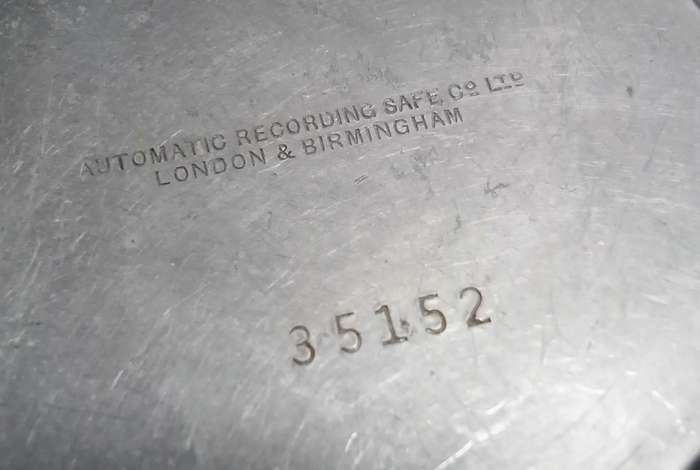 AUTOMATIC RECORDING SAFE, Cº LTD
LONDON & BIRMINGHAM
35152